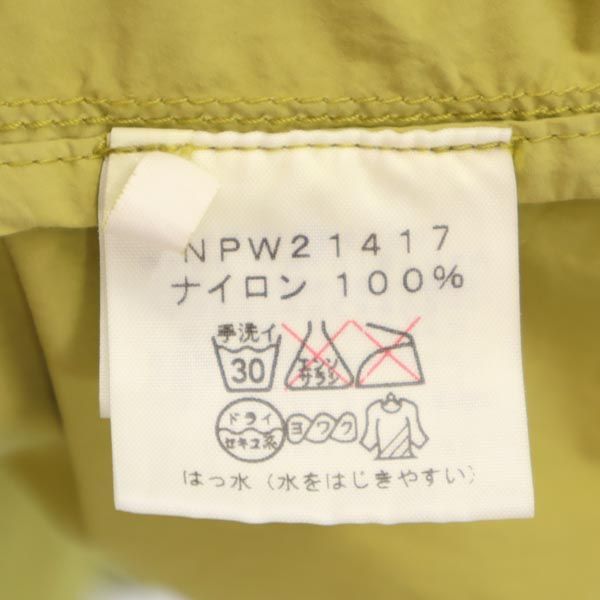 NPW21417
ナイロン 100%
手洗イ
30
エンソ
サラシ
ドライ
セキユ系
ヨワク
はっ水(水をはじきやすい)